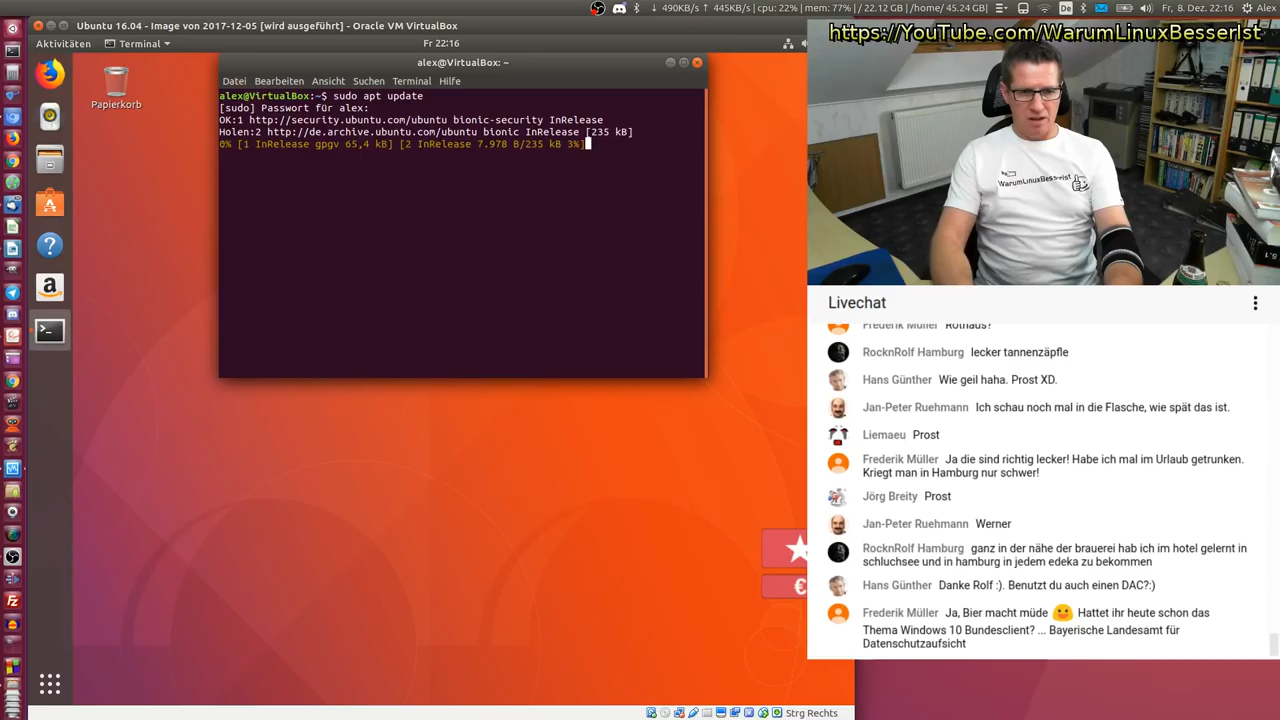 490KB/s 415KB/s cpu: 22% mem: 77% // 22.12 GB /home/45.24 GB
De
Fr, 8. Dez. 22:16
Alex
Ubuntu 16.04 - Image von 2017-12-05 [wird ausgeführt] - Oracle VM VirtualBox
https://YouTube.com/WarumLinuxBesserIst
Aktivitäten
Terminal
Fr 22:16
alex@VirtualBox: ~
Datei Bearbeiten Ansicht Suchen Terminal Hilfe
alex@VirtualBox:~$ sudo apt update
[sudo] Passwort für alex:
OK:1 http://security.ubuntu.com/ubuntu bionic-security InRelease
Holen:2 http://de.archive.ubuntu.com/ubuntu bionic InRelease [235 kB]
0% [1 InRelease gpgv 65,4 kB] [2 InRelease 7.978 B/235 kB 3%]
Papierkorb
WarumLinuxBesserIst
5.1
Livechat
Frederik Müller Rothaus?
RocknRolf Hamburg lecker tannenzäpfle
Hans Günther Wie geil haha. Prost XD.
Jan-Peter Ruehmann Ich schau noch mal in die Flasche, wie spät das ist.
Liemaeu Prost
Frederik Müller Ja die sind richtig lecker! Habe ich mal im Urlaub getrunken.
Kriegt man in Hamburg nur schwer!
Jörg Breity Prost
Jan-Peter Ruehmann Werner
RocknRolf Hamburg ganz in der nähe der brauerei hab ich im hotel gelernt in
schluchsee und in hamburg in jedem edeka zu bekommen
Hans Günther Danke Rolf :). Benutzt du auch einen DAC?:)
Frederik Müller Ja, Bier macht müde Hattet ihr heute schon das
Thema Windows 10 Bundesclient? ... Bayerische Landesamt für
Datenschutzaufsicht
Strg Rechts